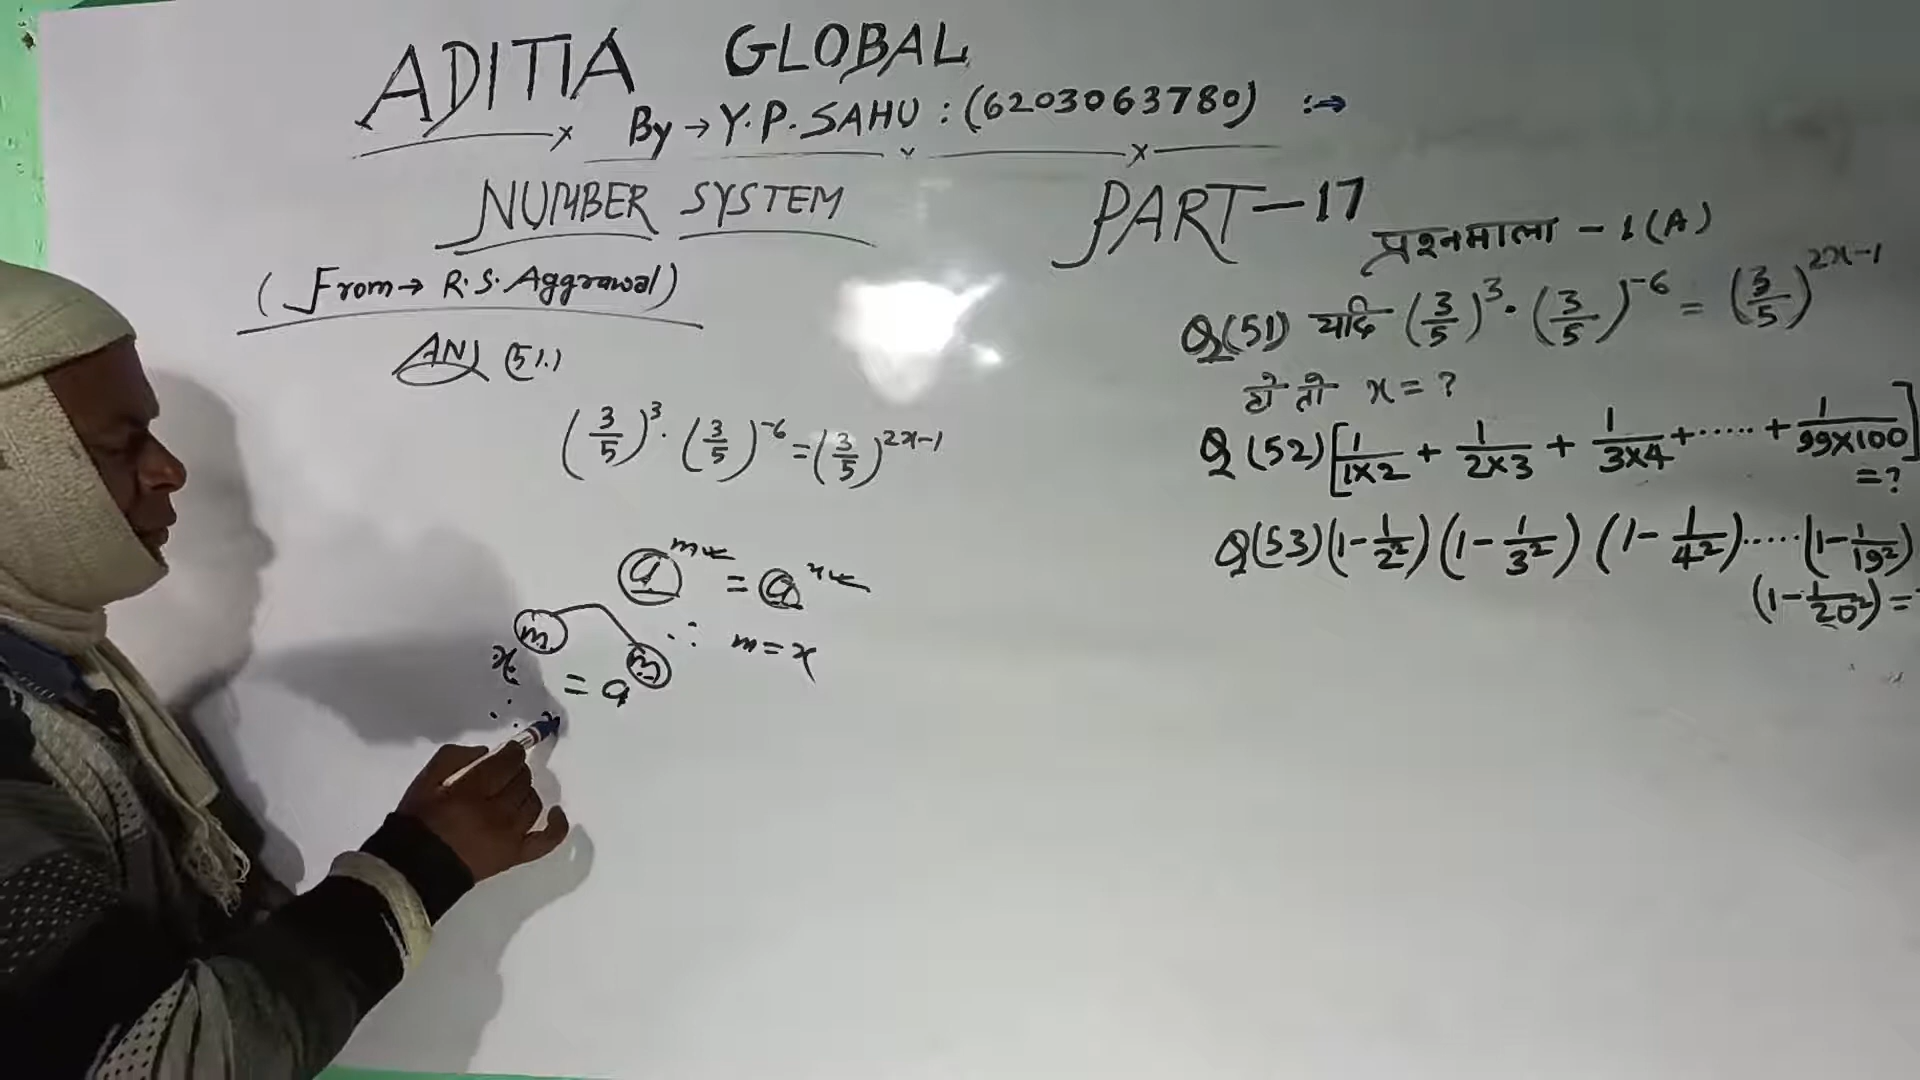 ADITIA GLOBAL
By → Y.P. SAHU : (6203063780) :⇒
NUMBER SYSTEM
PART-17
(From → R.S. Aggrawal)
प्रश्नमाला - 1(A)
ANS (51.)
(3/5)^3 . (3/5)^-6 = (3/5)^2x-1
a^m = a^x
∴ m = x
x^m = a^m
∴ x
Q(51) यदि (3/5)^3 . (3/5)^-6 = (3/5)^2x-1
हो तो x = ?
Q(52) [1/1×2 + 1/2×3 + 1/3×4 + ..... + 1/99×100]
= ?
Q(53) (1-1/2²) (1-1/3²) (1-1/4²) ..... (1-1/19²)
(1-1/20²) =